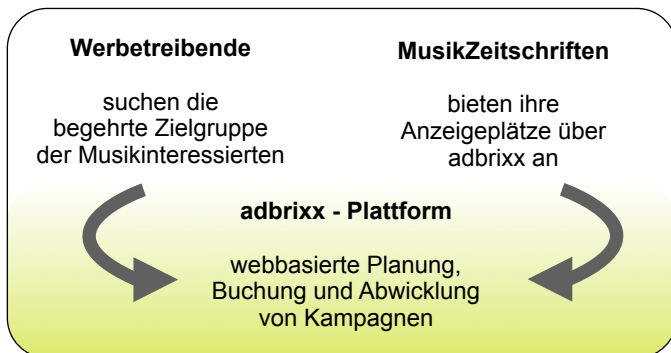 Werbetreibende
suchen die
begehrte Zielgruppe
der Musikinteressierten
MusikZeitschriften
bieten ihre
Anzeigeplätze über
adbrixx an
adbrixx - Plattform
webbasierte Planung,
Buchung und Abwicklung
von Kampagnen